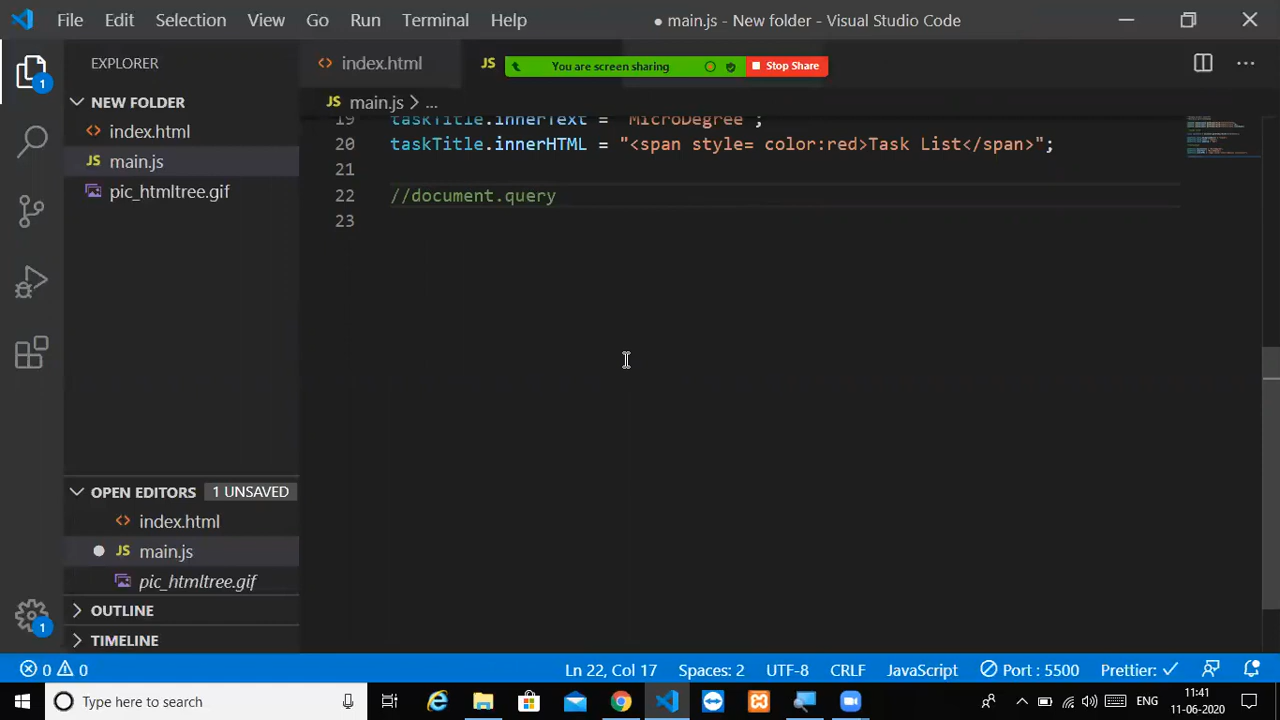 File Edit Selection View Go Run Terminal Help
● main.js - New folder - Visual Studio Code
EXPLORER
NEW FOLDER
index.html
main.js
pic_htmltree.gif
OPEN EDITORS 1 UNSAVED
index.html
main.js
pic_htmltree.gif
OUTLINE
TIMELINE
1
1
index.html
JS
You are screen sharing
Stop Share
JS main.js > ...
19 taskTitle.innerText = "MicroDegree";
20 taskTitle.innerHTML = "<span style= color:red>Task List</span>";
21
22 //document.query
23
0 0
Ln 22, Col 17 Spaces: 2 UTF-8 CRLF JavaScript Port : 5500 Prettier: ✓
Type here to search
ENG
11:41
11-06-2020